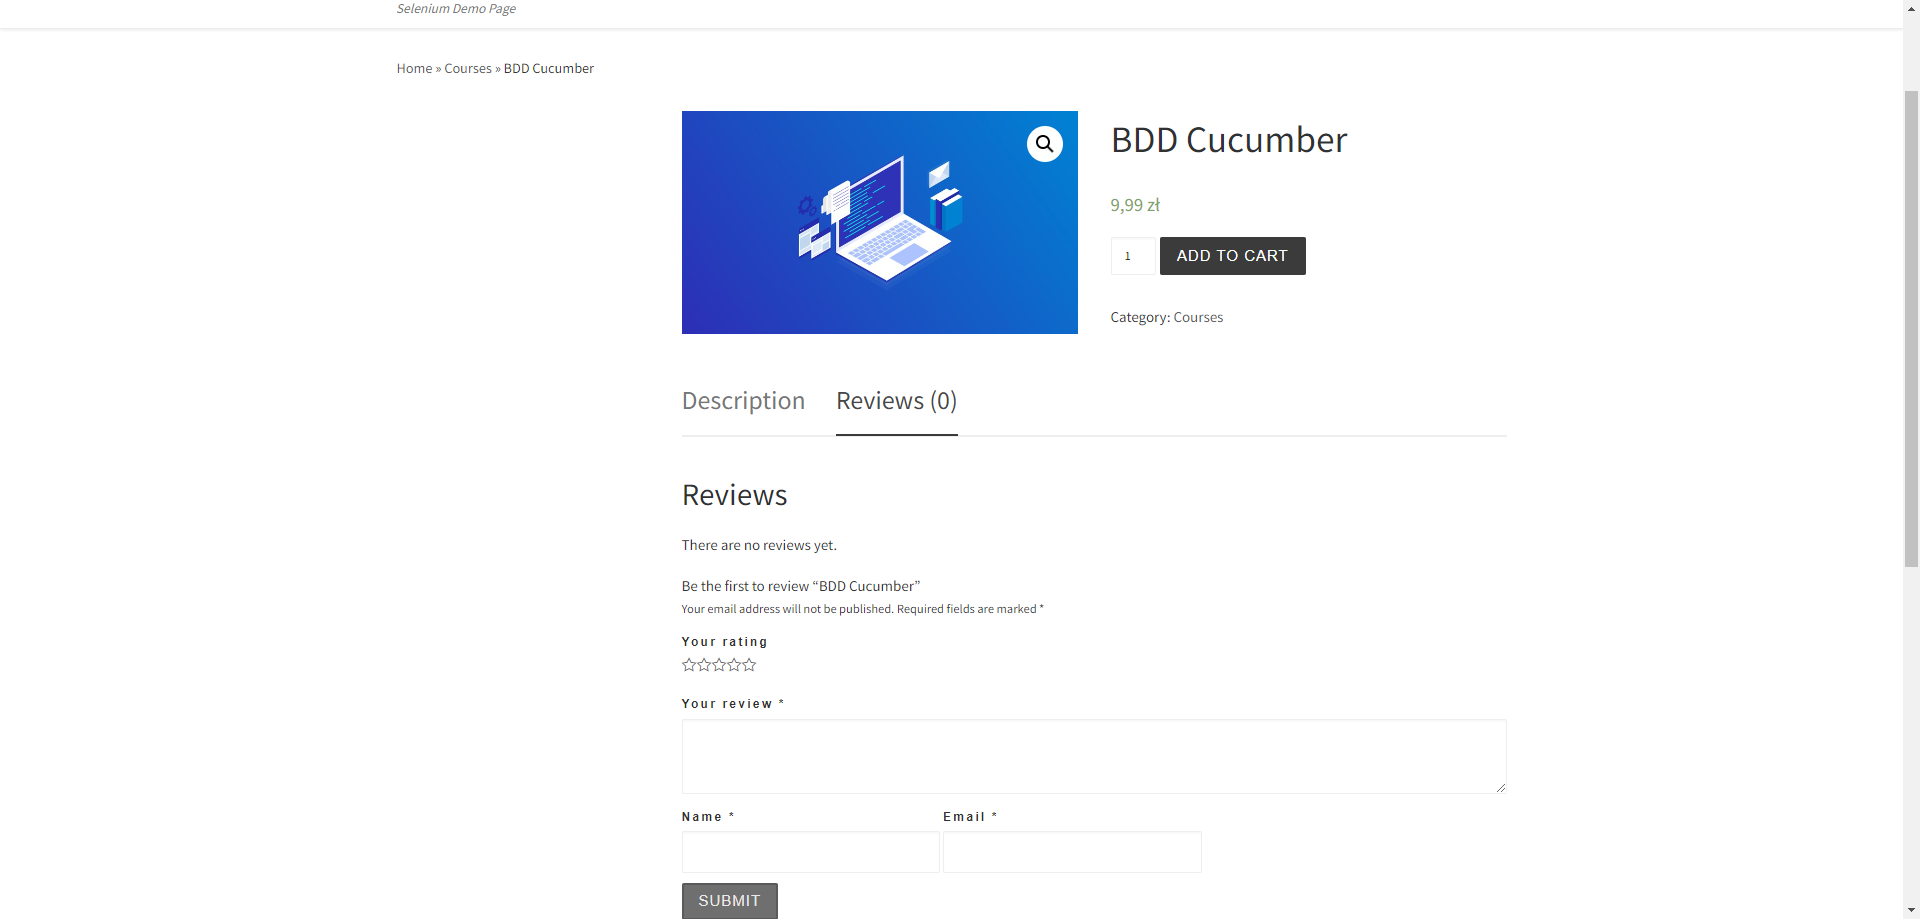 Selenium Demo Page
Home » Courses » BDD Cucumber
BDD Cucumber
9,99 zł
1 ADD TO CART
Category: Courses
Description Reviews (0)
Reviews
There are no reviews yet.
Be the first to review “BDD Cucumber”
Your email address will not be published. Required fields are marked *
Your rating
Your review *
Name * Email *
SUBMIT